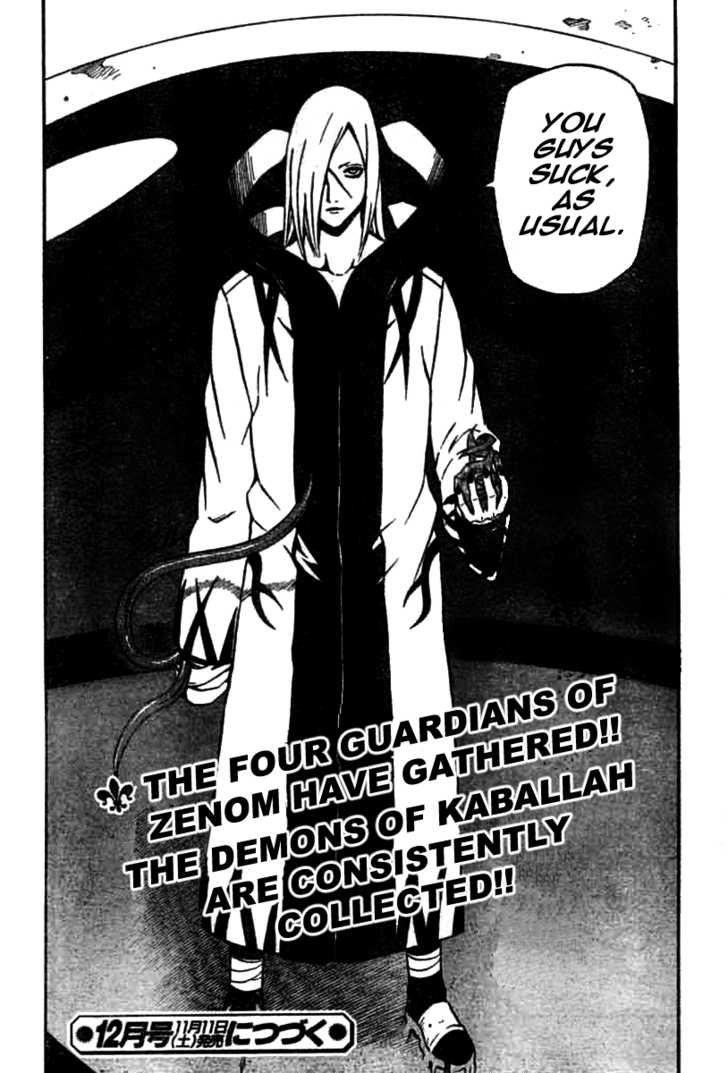 YOU
GUYS
SUCK,
AS
USUAL.
THE FOUR GUARDIANS OF
ZENOM HAVE GATHERED!!
THE DEMONS OF KABALLAH
ARE CONSISTENTLY
COLLECTED!!
12月号11月11日(土)発売につづく